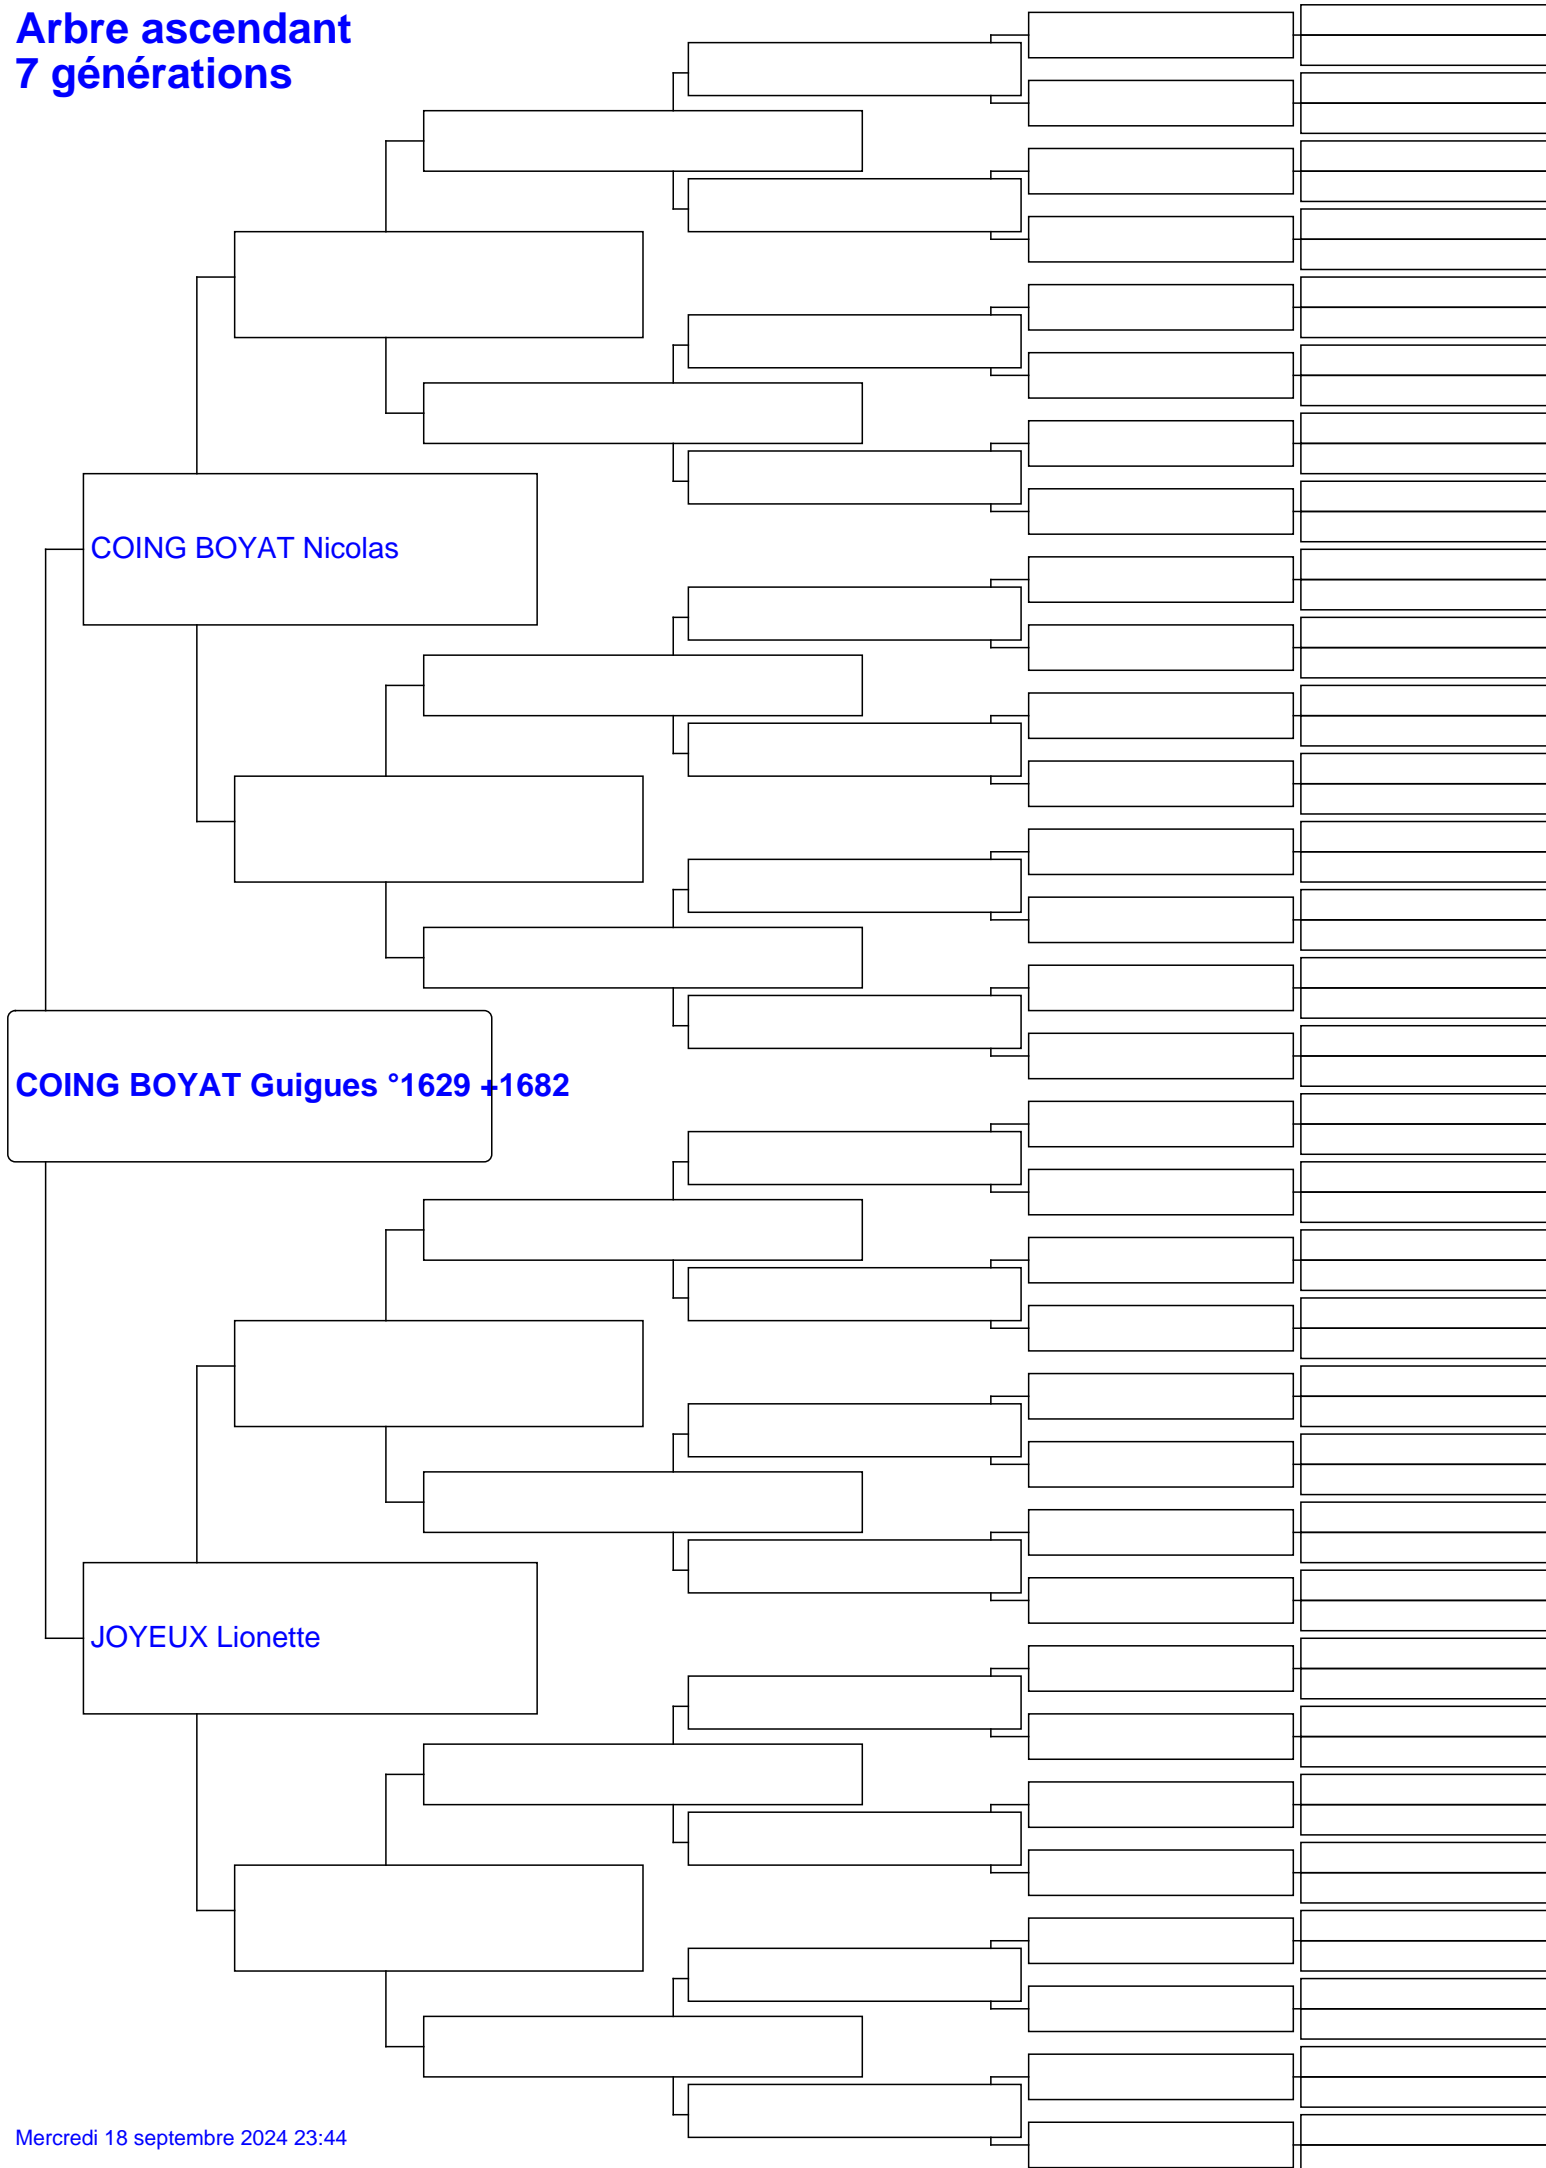 Arbre ascendant
7 générations
COING BOYAT Nicolas
COING BOYAT Guigues °1629 +1682
JOYEUX Lionette
Mercredi 18 septembre 2024 23:44